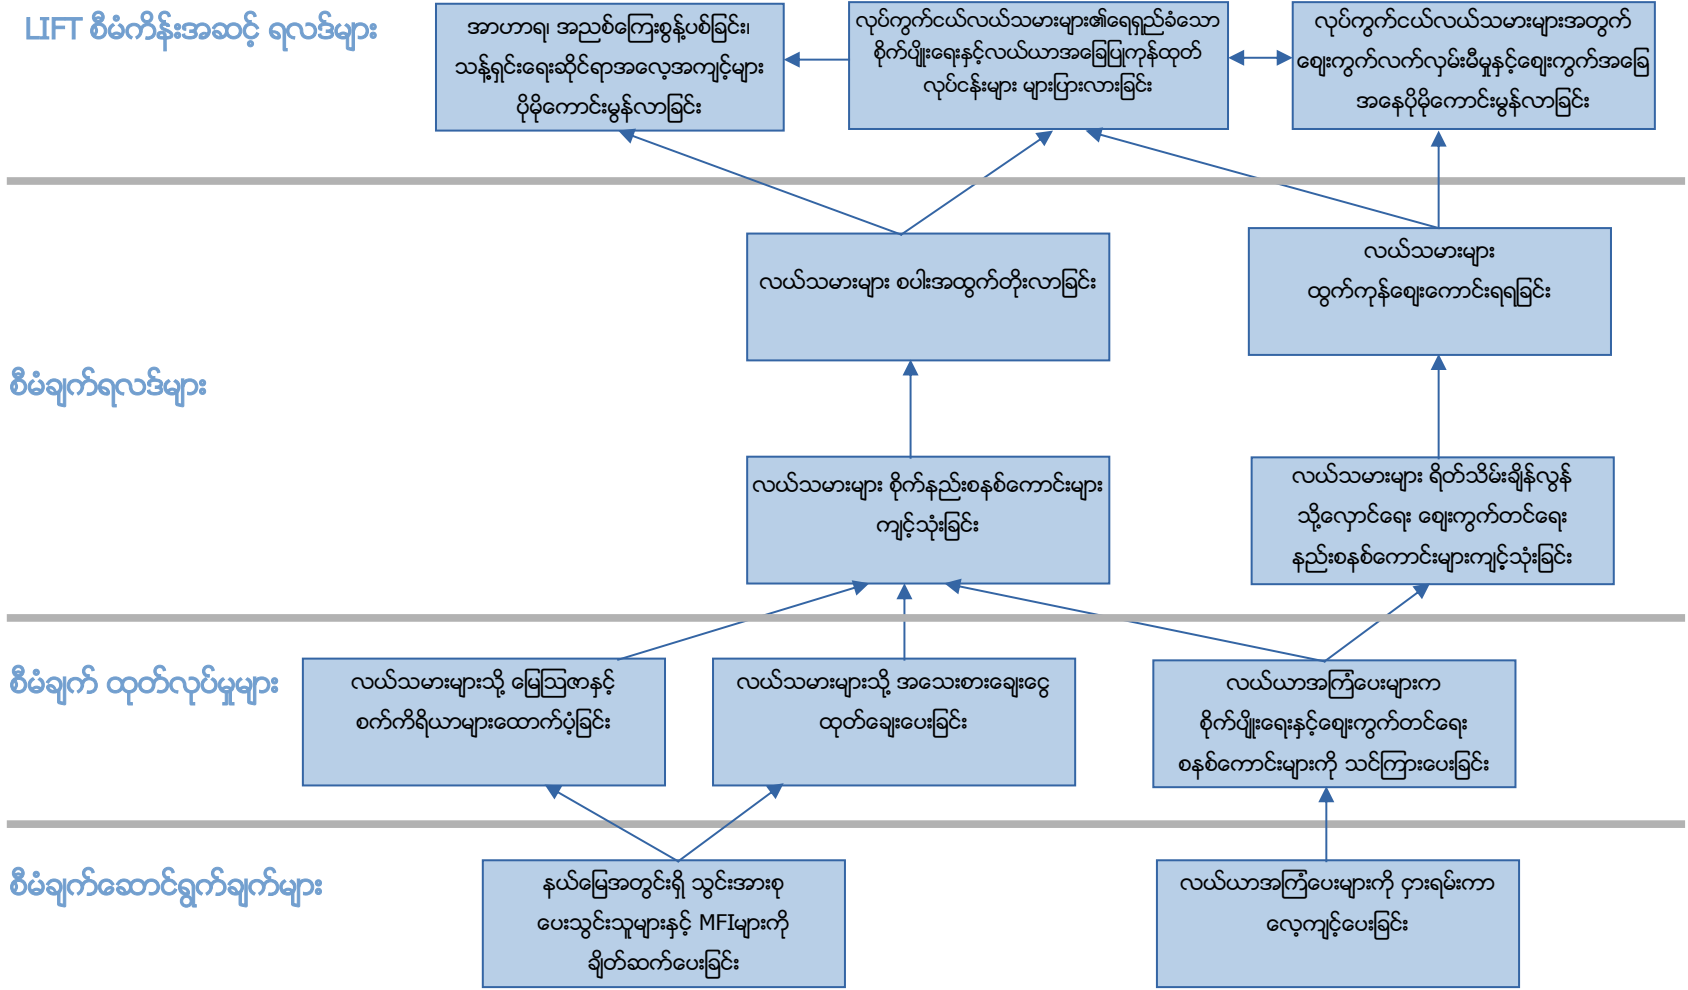 LIFT စီမံကိန်းအဆင့် ရလဒ်များ
အာဟာရ၊ အညစ်ကြေးစွန့်ပစ်ခြင်း၊
သန့်ရှင်းရေးဆိုင်ရာအလေ့အကျင့်များ
ပိုမိုကောင်းမွန်လာခြင်း
လုပ်ကွက်ငယ်လယ်သမားများ၏ရေရှည်ခံသော
စိုက်ပျိုးရေးနှင့်လယ်ယာအခြေပြုကုန်ထုတ်
လုပ်ငန်းများ များပြားလားခြင်း
လုပ်ကွက်ငယ်လယ်သမားများအတွက်
ဈေးကွက်လက်လှမ်းမီမှုနှင့်ဈေးကွက်အခြေ
အနေပိုမိုကောင်းမွန်လာခြင်း
လယ်သမားများ စပါးအထွက်တိုးလာခြင်း
လယ်သမားများ
ထွက်ကုန်ဈေးကောင်းရရခြင်း
စီမံချက်ရလဒ်များ
လယ်သမားများ စိုက်နည်းစနစ်ကောင်းများ
ကျင့်သုံးခြင်း
လယ်သမားများ ရိတ်သိမ်းချိန်လွန်
သို့လှောင်ရေး ဈေးကွက်တင်ရေး
နည်းစနစ်ကောင်းများကျင့်သုံးခြင်း
စီမံချက် ထုတ်လုပ်မှုများ
လယ်သမားများသို့ မြေဩဇာနှင့်
စက်ကိရိယာများထောက်ပံ့ခြင်း
လယ်သမားများသို့ အသေးစားချေးငွေ
ထုတ်ချေးပေးခြင်း
လယ်ယာအကြံပေးများက
စိုက်ပျိုးရေးနှင့်ဈေးကွက်တင်ရေး
စနစ်ကောင်းများကို သင်ကြားပေးခြင်း
စီမံချက်ဆောင်ရွက်ချက်များ
နယ်မြေအတွင်းရှိ သွင်းအားစု
ပေးသွင်းသူများနှင့် MFIများကို
ချိတ်ဆက်ပေးခြင်း
လယ်ယာအကြံပေးများကို ငှားရမ်းကာ
လေ့ကျင့်ပေးခြင်း